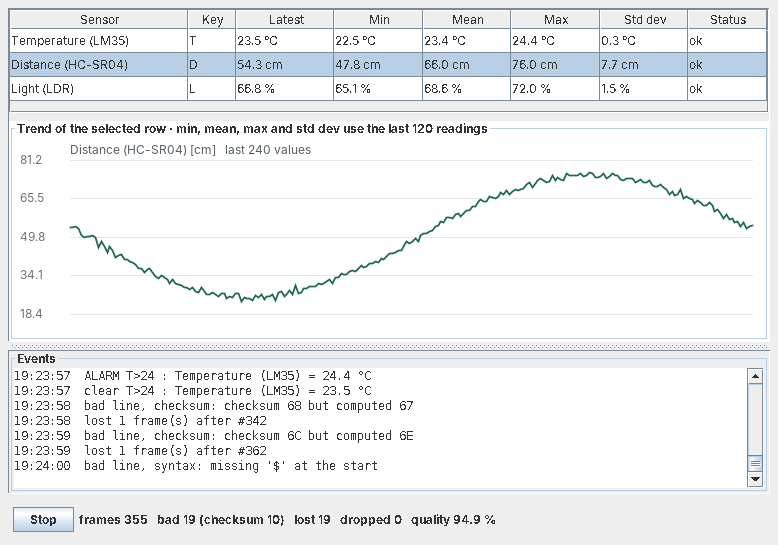 Sensor Key Latest Min Mean Max Std dev Status
Temperature (LM35) T 23.5 °C 22.5 °C 23.4 °C 24.4 °C 0.3 °C ok
Distance (HC-SR04) D 54.3 cm 47.8 cm 66.0 cm 76.0 cm 7.7 cm ok
Light (LDR) L 66.8 % 65.1 % 68.6 % 72.0 % 1.5 % ok
Trend of the selected row · min, mean, max and std dev use the last 120 readings
Distance (HC-SR04) [cm] last 240 values
81.2
65.5
49.8
34.1
18.4
Events
19:23:57 ALARM T>24 : Temperature (LM35) = 24.4 °C
19:23:57 clear T>24 : Temperature (LM35) = 23.5 °C
19:23:58 bad line, checksum: checksum 68 but computed 67
19:23:58 lost 1 frame(s) after #342
19:23:59 bad line, checksum: checksum 6C but computed 6E
19:23:59 lost 1 frame(s) after #362
19:24:00 bad line, syntax: missing '$' at the start
Stop frames 355 bad 19 (checksum 10) lost 19 dropped 0 quality 94.9 %